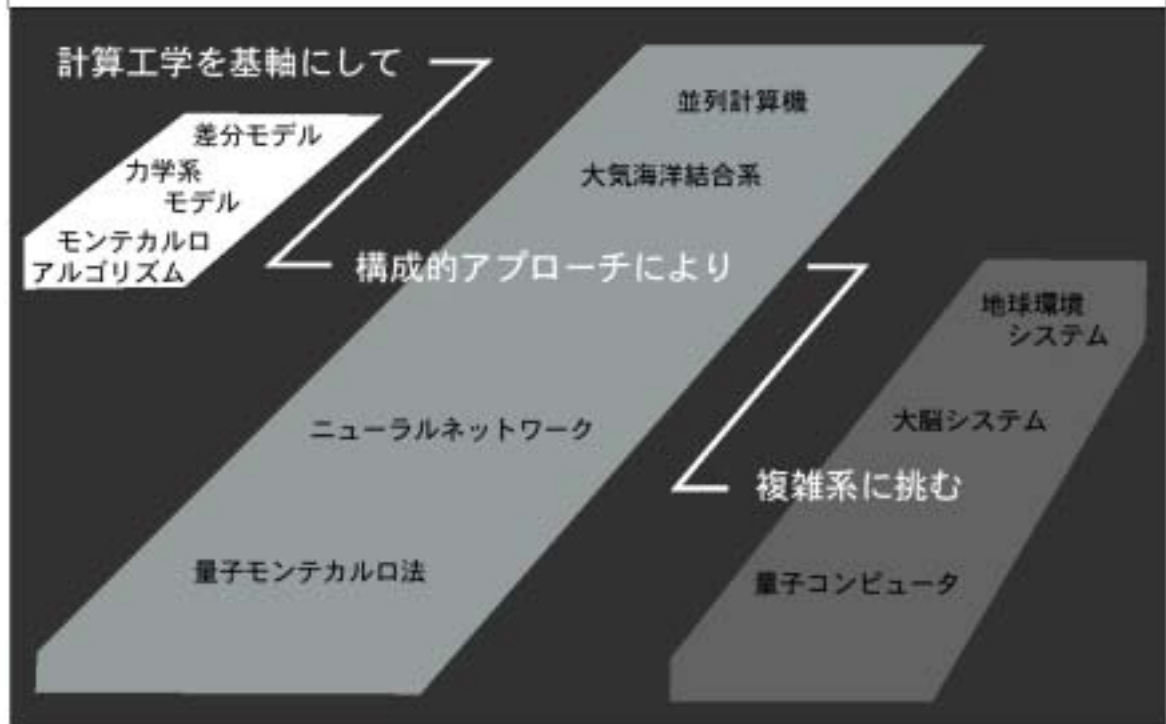 計算工学を基軸にして
差分モデル
力学系
モデル
モンテカルロ
アルゴリズム
並列計算機
大気海洋結合系
構成的アプローチにより
ニューラルネットワーク
量子モンテカルロ法
地球環境
システム
大脳システム
複雑系に挑む
量子コンピュータ